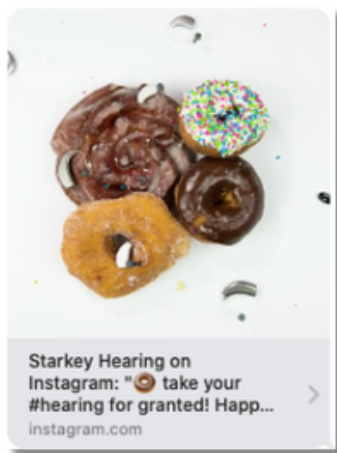 Starkey Hearing on
Instagram: "🍩 take your
#hearing for granted! Happ...
instagram.com